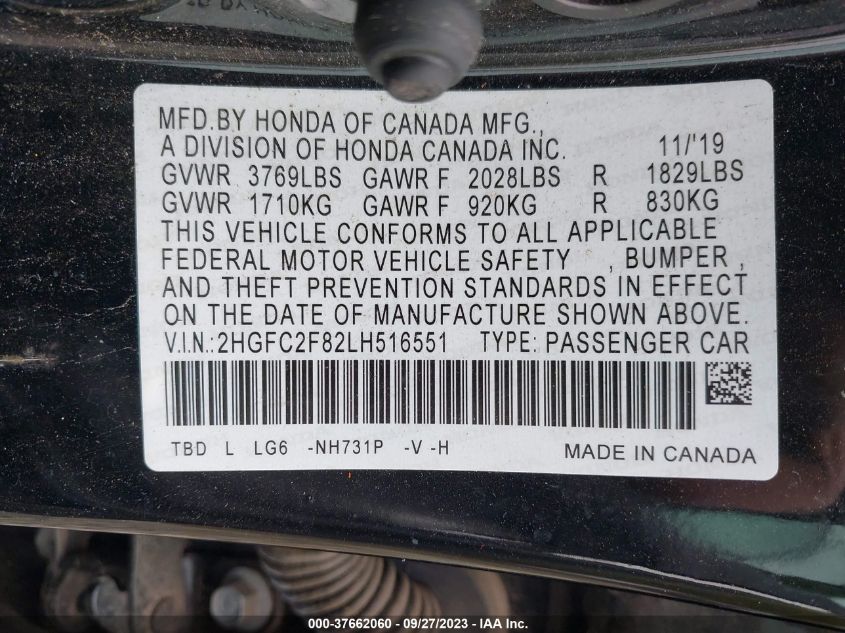 MFD.BY HONDA OF CANADA MFG.,
A DIVISION OF HONDA CANADA INC. 11/'19
GVWR 3769LBS GAWR F 2028LBS R 1829LBS
GVWR 1710KG GAWR F 920KG R 830KG
THIS VEHICLE CONFORMS TO ALL APPLICABLE
FEDERAL MOTOR VEHICLE SAFETY , BUMPER ,
AND THEFT PREVENTION STANDARDS IN EFFECT
ON THE DATE OF MANUFACTURE SHOWN ABOVE.
V.I.N.:2HGFC2F82LH516551 TYPE: PASSENGER CAR
TBD L LG6 -NH731P -V -H MADE IN CANADA
000-37662060 - 09/27/2023 - IAA Inc.